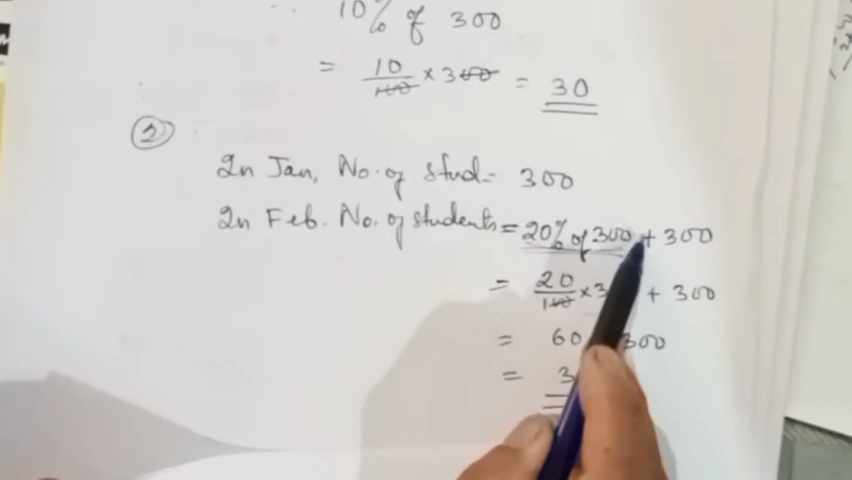 10% of 300
= 10/100 × 300 = 30
2
In Jan, No. of stud = 300
In Feb. No. of students = 20% of 300 + 300
= 20/100 × 3 + 300
= 60 300
= 3